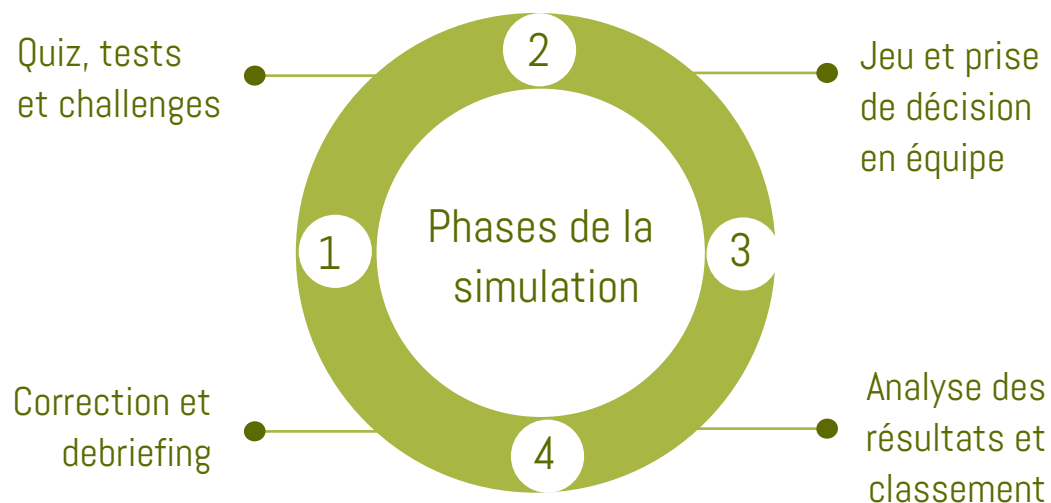 Quiz, tests
et challenges
2
Jeu et prise
de décision
en équipe
1
Phases de la
simulation
3
Correction et
debriefing
4
Analyse des
résultats et
classement